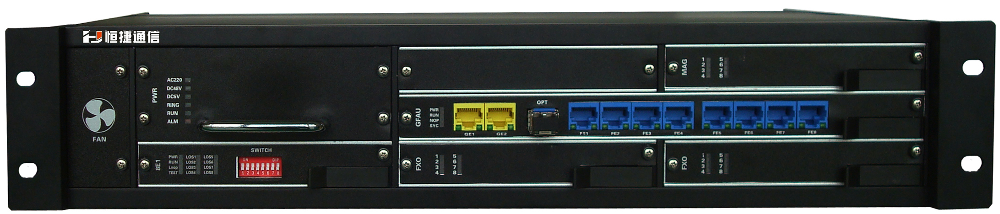 恒捷通信
FAN
PWR
AC220
DC48V
DC5V
RING
RUN
ALM
8E1
PWR LOS1 LOS5
RUN LOS2 LOS6
Loop LOS3 LOS7
TEST LOS4 LOS8
SWITCH
ON DIP
1 2 3 4 5 6 7 8
MAG
1 5
2 6
3 7
4 8
GFAU
PWR
RUN
NOP
SYC
GE1 GE2
OPT
FE1 FE2 FE3 FE4 FE5 FE6 FE7 FE8
FXO
1 5
2 6
3 7
4 8
FXO
1 5
2 6
3 7
4 8